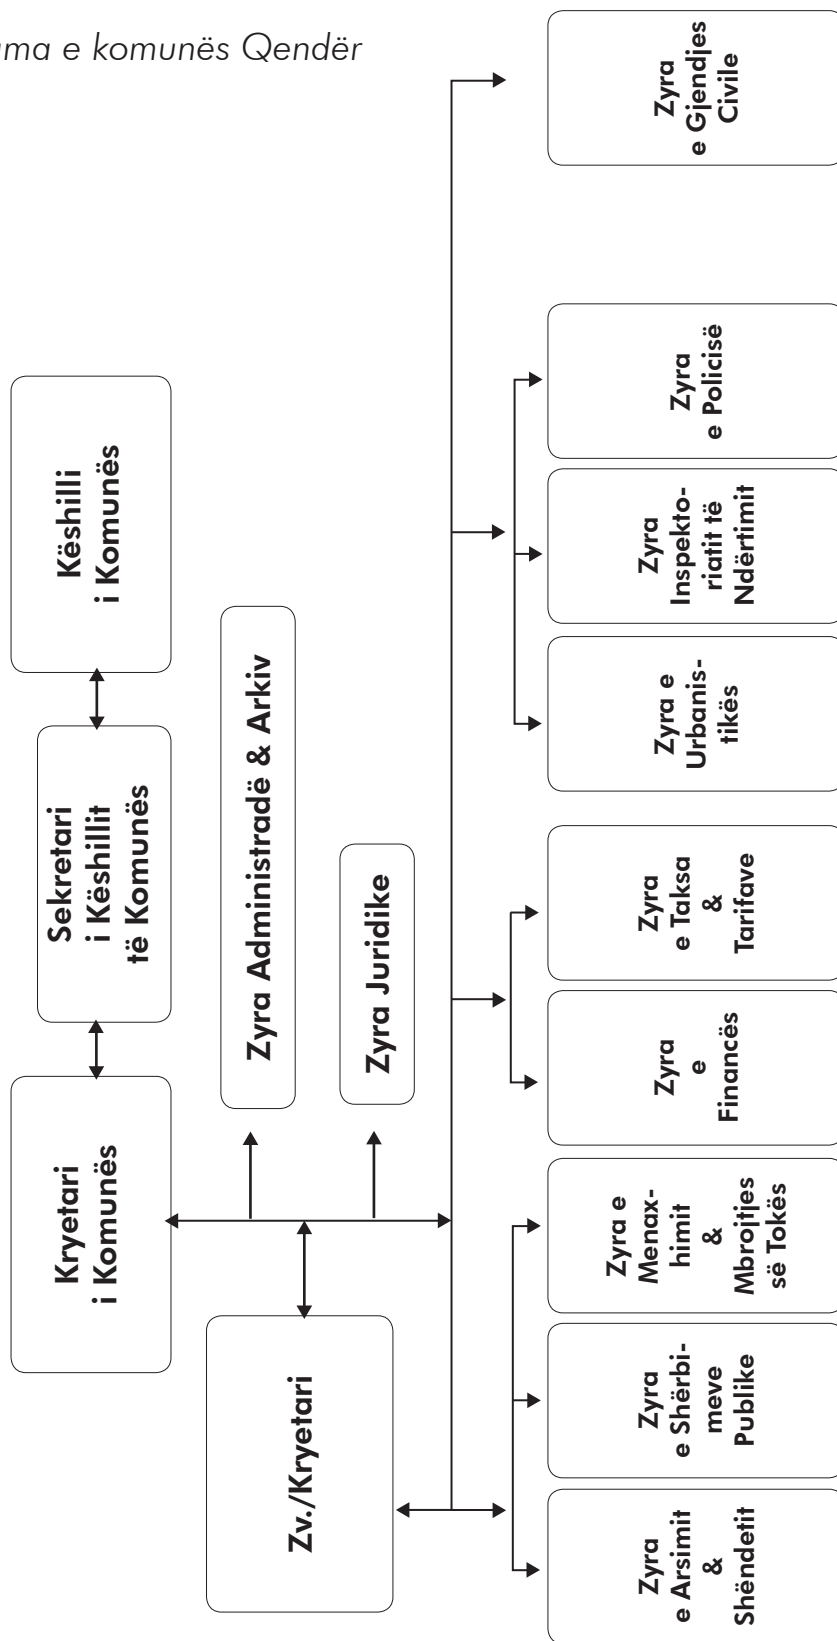 ma e komunës Qendër
Kryetari
i Komunës
Sekretari
i Këshillit
të Komunës
Këshilli
i Komunës
Zyra Administradë & Arkiv
Zyra Juridike
Zv./Kryetari
Zyra
e Arsimit
&
Shëndetit
Zyra
e Shërbi-
meve
Publike
Zyra e
Menax-
himit
&
Mbrojtjes
së Tokës
Zyra
e
Financës
Zyra
e Taksa
&
Tarifave
Zyra e
Urbanis-
tikës
Zyra
Inspekto-
riatit të
Ndërtimit
Zyra
e Policisë
Zyra
e Gjendjes
Civile